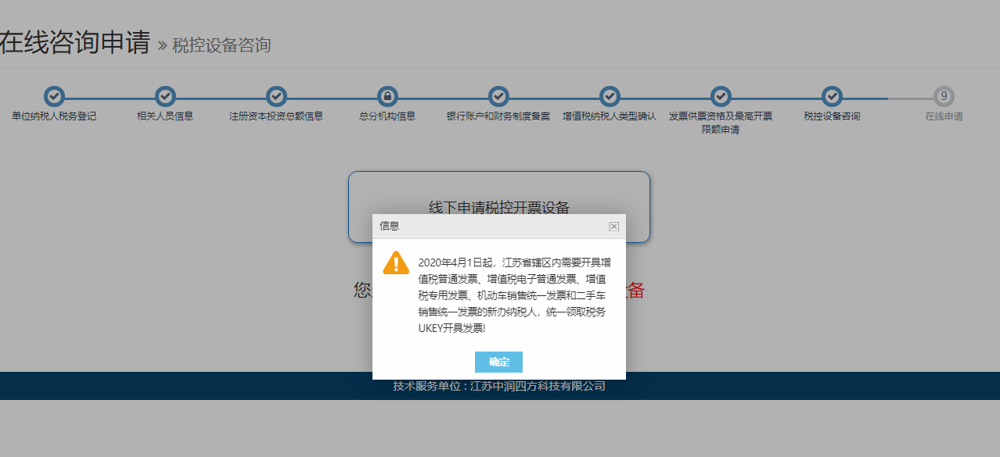 在线咨询申请 » 税控设备咨询
单位纳税人税务登记
相关人员信息
注册资本投资总额信息
总分机构信息
银行账户和财务制度备案
增值税纳税人类型确认
发票供票资格及最高开票
限额申请
税控设备咨询
9
在线申请
线下申请税控开票设备
信息
2020年4月1日起，江苏省辖区内需要开具增
值税普通发票、增值税电子普通发票、增值
税专用发票、机动车销售统一发票和二手车
销售统一发票的新办纳税人，统一领取税务
UKEY开具发票!
确定
您
备
技术服务单位 : 江苏中润四方科技有限公司